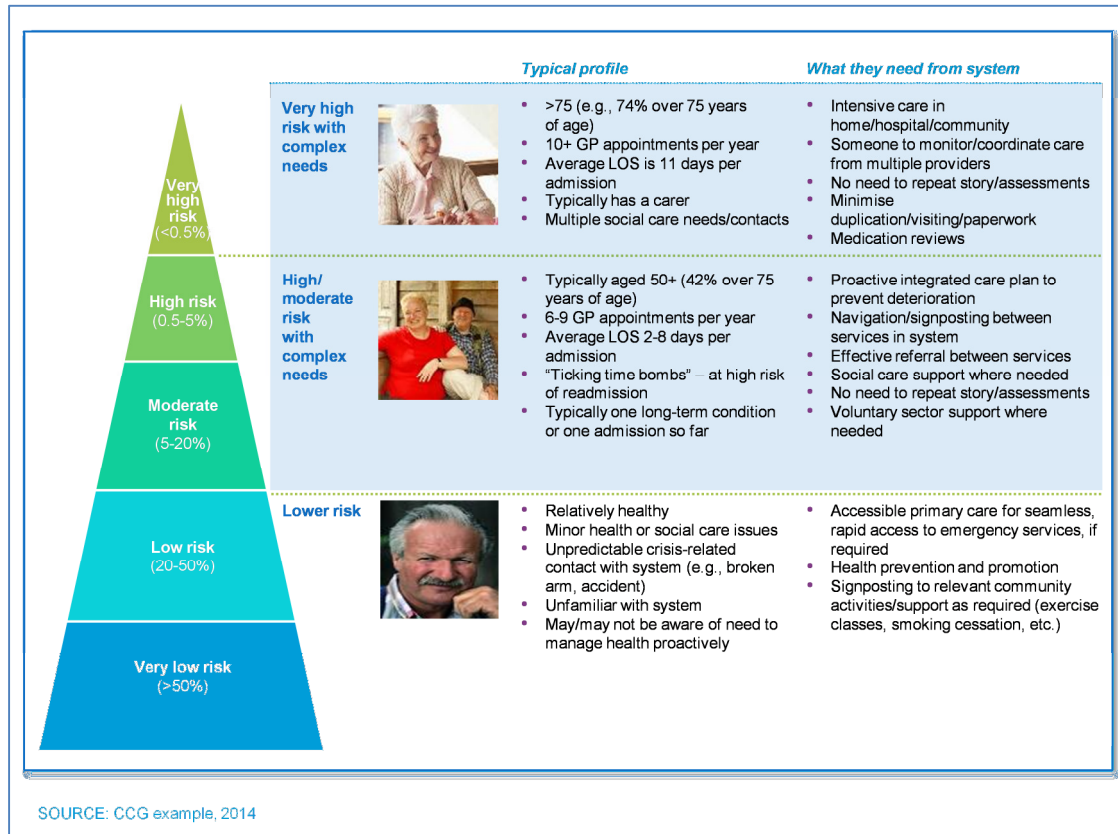 Typical profile
What they need from system
Very high
risk
(<0.5%)
High risk
(0.5-5%)
Moderate
risk
(5-20%)
Low risk
(20-50%)
Very low risk
(>50%)
Very high
risk with
complex
needs
• >75 (e.g., 74% over 75 years
of age)
• 10+ GP appointments per year
• Average LOS is 11 days per
admission
• Typically has a carer
• Multiple social care needs/contacts
• Intensive care in
home/hospital/community
• Someone to monitor/coordinate care
from multiple providers
• No need to repeat story/assessments
• Minimise
duplication/visiting/paperwork
• Medication reviews
High/
moderate
risk
with
complex
needs
• Typically aged 50+ (42% over 75
years of age)
• 6-9 GP appointments per year
• Average LOS 2-8 days per
admission
• “Ticking time bombs” – at high risk
of readmission
• Typically one long-term condition
or one admission so far
• Proactive integrated care plan to
prevent deterioration
• Navigation/signposting between
services in system
• Effective referral between services
• Social care support where needed
• No need to repeat story/assessments
• Voluntary sector support where
needed
Lower risk
• Relatively healthy
• Minor health or social care issues
• Unpredictable crisis-related
contact with system (e.g., broken
arm, accident)
• Unfamiliar with system
• May/may not be aware of need to
manage health proactively
• Accessible primary care for seamless,
rapid access to emergency services, if
required
• Health prevention and promotion
• Signposting to relevant community
activities/support as required (exercise
classes, smoking cessation, etc.)
SOURCE: CCG example, 2014